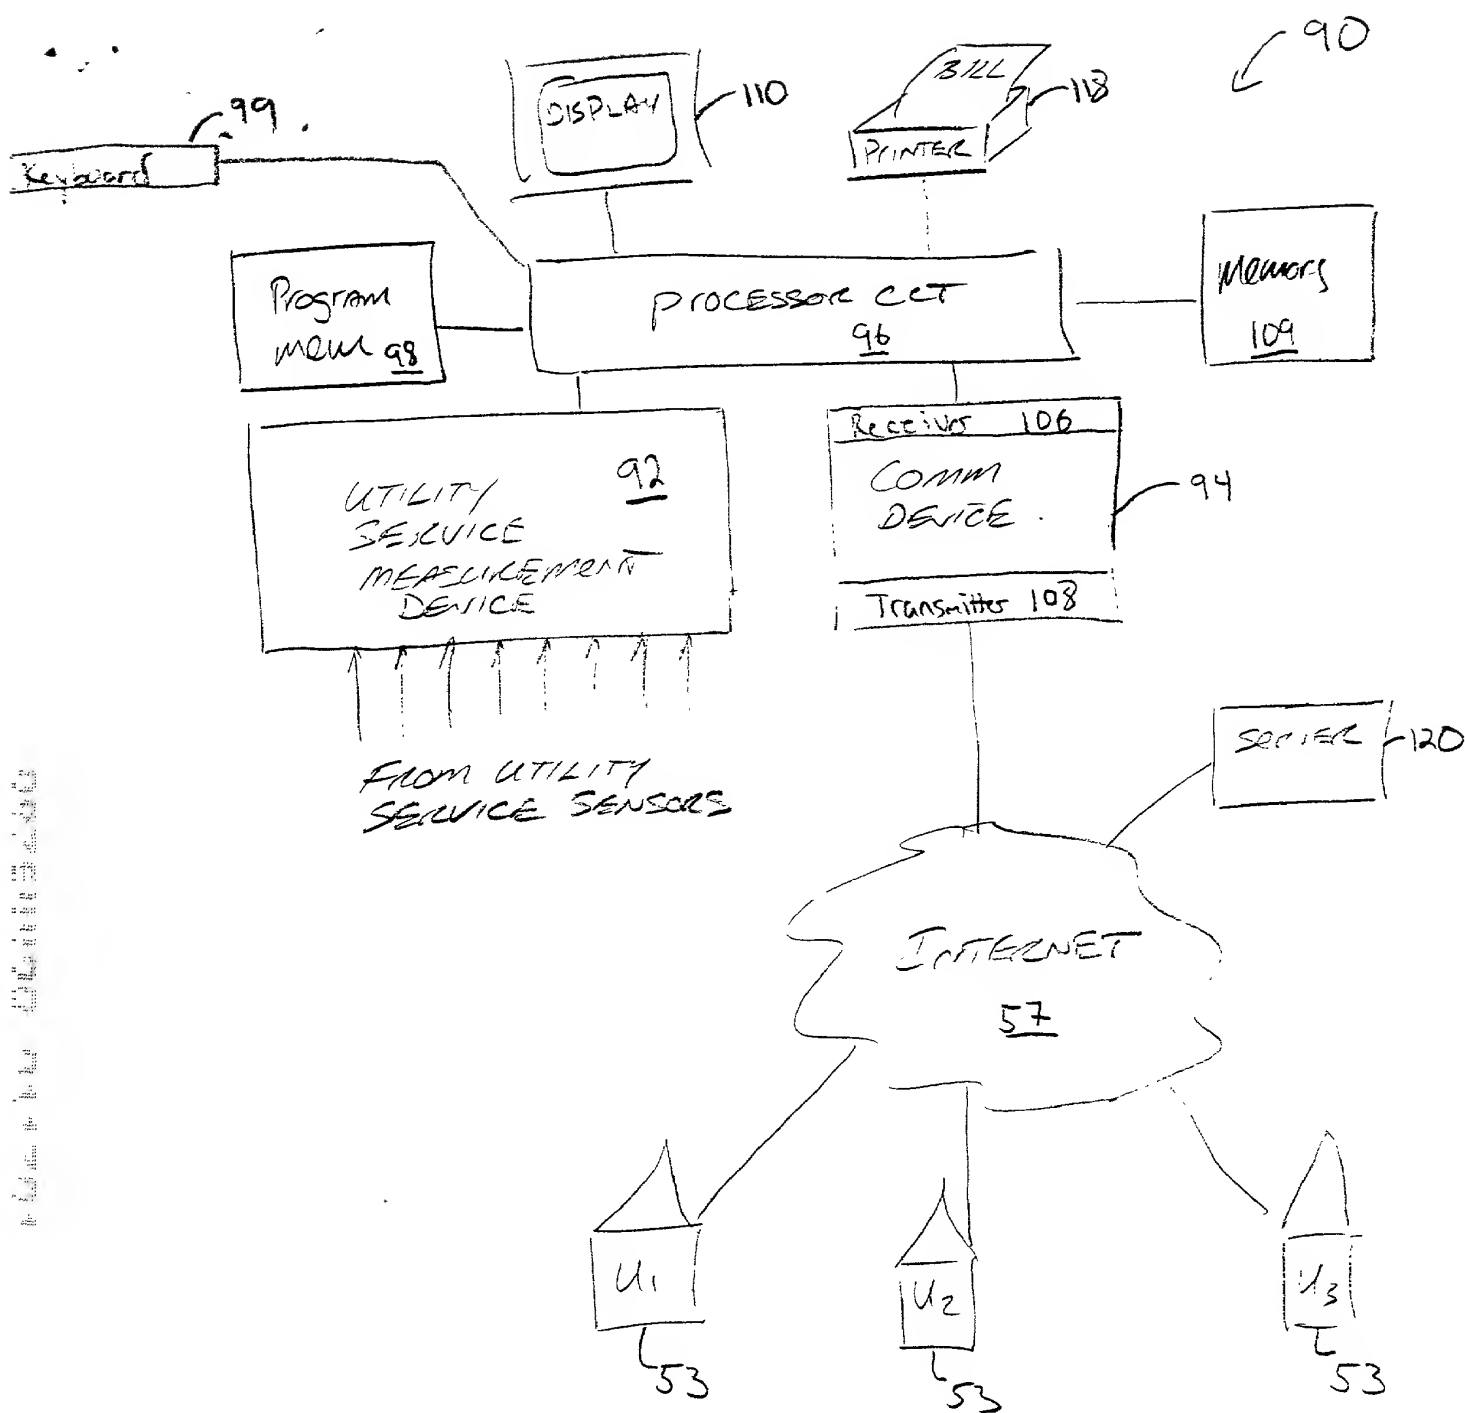 90
BILL
118
PRINTER
DISPLAY
110
99
Keyboard
Program
mem 98
PROCESSOR CCT
96
Memory
109
Receiver 106
COMM
DEVICE
94
Transmitter 108
92
UTILITY
SERVICE
MEASUREMENT
DEVICE
FROM UTILITY
SERVICE SENSORS
SERVER
120
INTERNET
57
U1
53
U2
53
U3
53